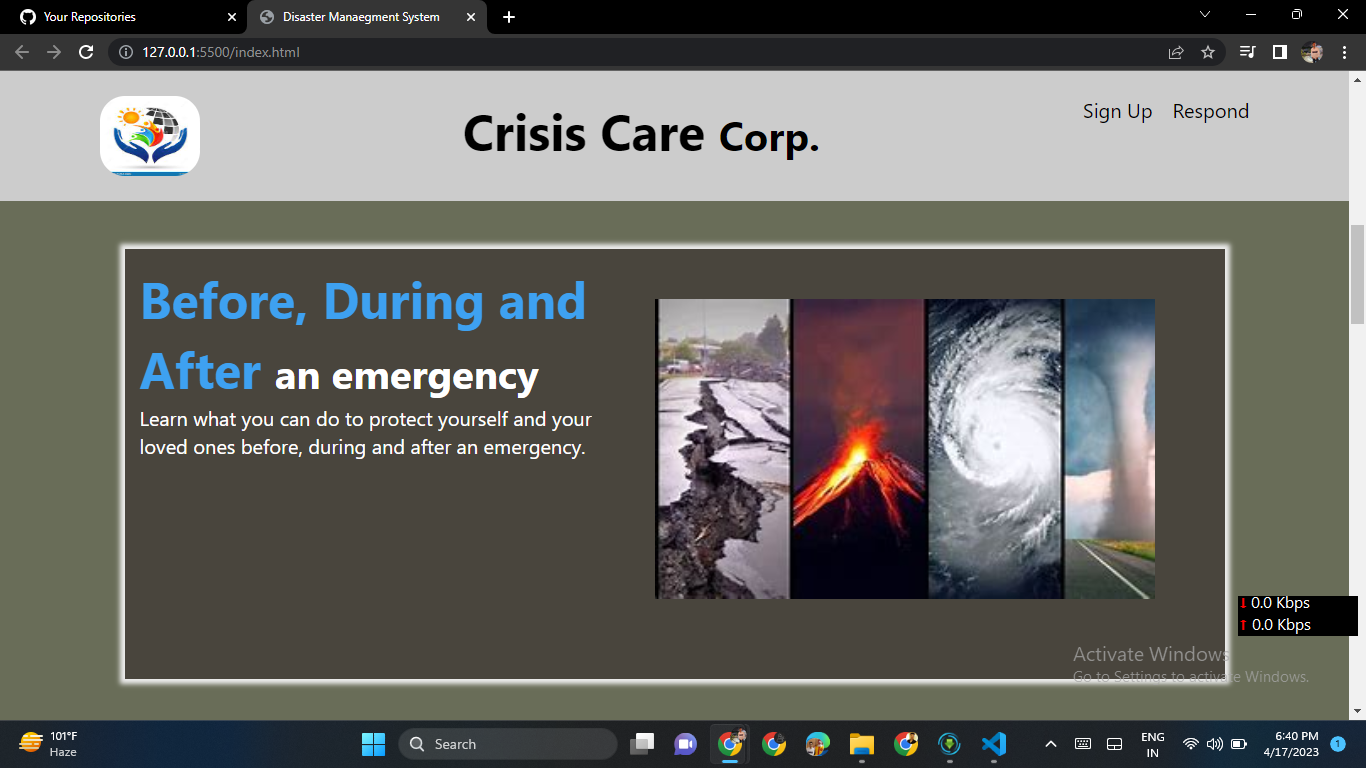 Your Repositories
Disaster Manaegment System
127.0.0.1:5500/index.html
Crisis Care Corp.
Sign Up Respond
Before, During and
After an emergency
Learn what you can do to protect yourself and your
loved ones before, during and after an emergency.
0.0 Kbps
0.0 Kbps
Activate Windows
Go to Settings to activate Windows.
101°F
Haze
Search
ENG
IN
6:40 PM
4/17/2023
1